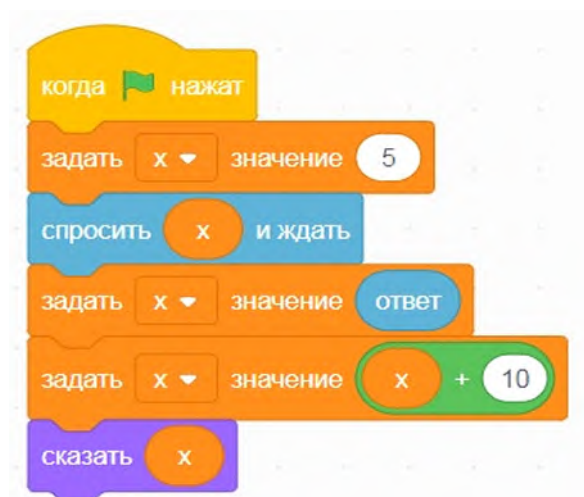 когда нажат
задать x значение 5
спросить x и ждать
задать x значение ответ
задать x значение x + 10
сказать x